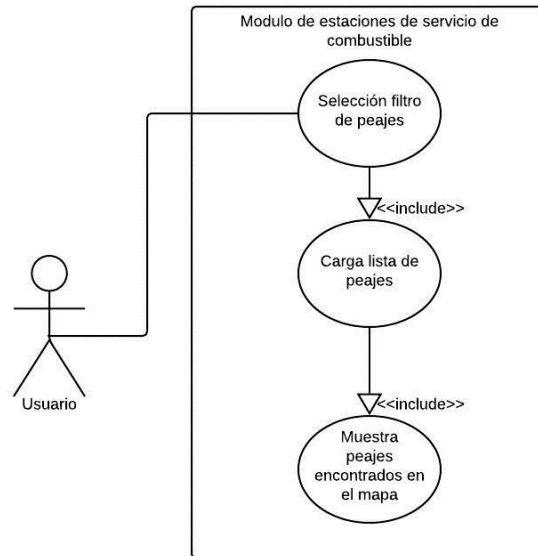 Modulo de estaciones de servicio de
combustible
Selección filtro
de peajes
<<include>>
Carga lista de
peajes
Usuario
<<include>>
Muestra
peajes
encontrados en
el mapa